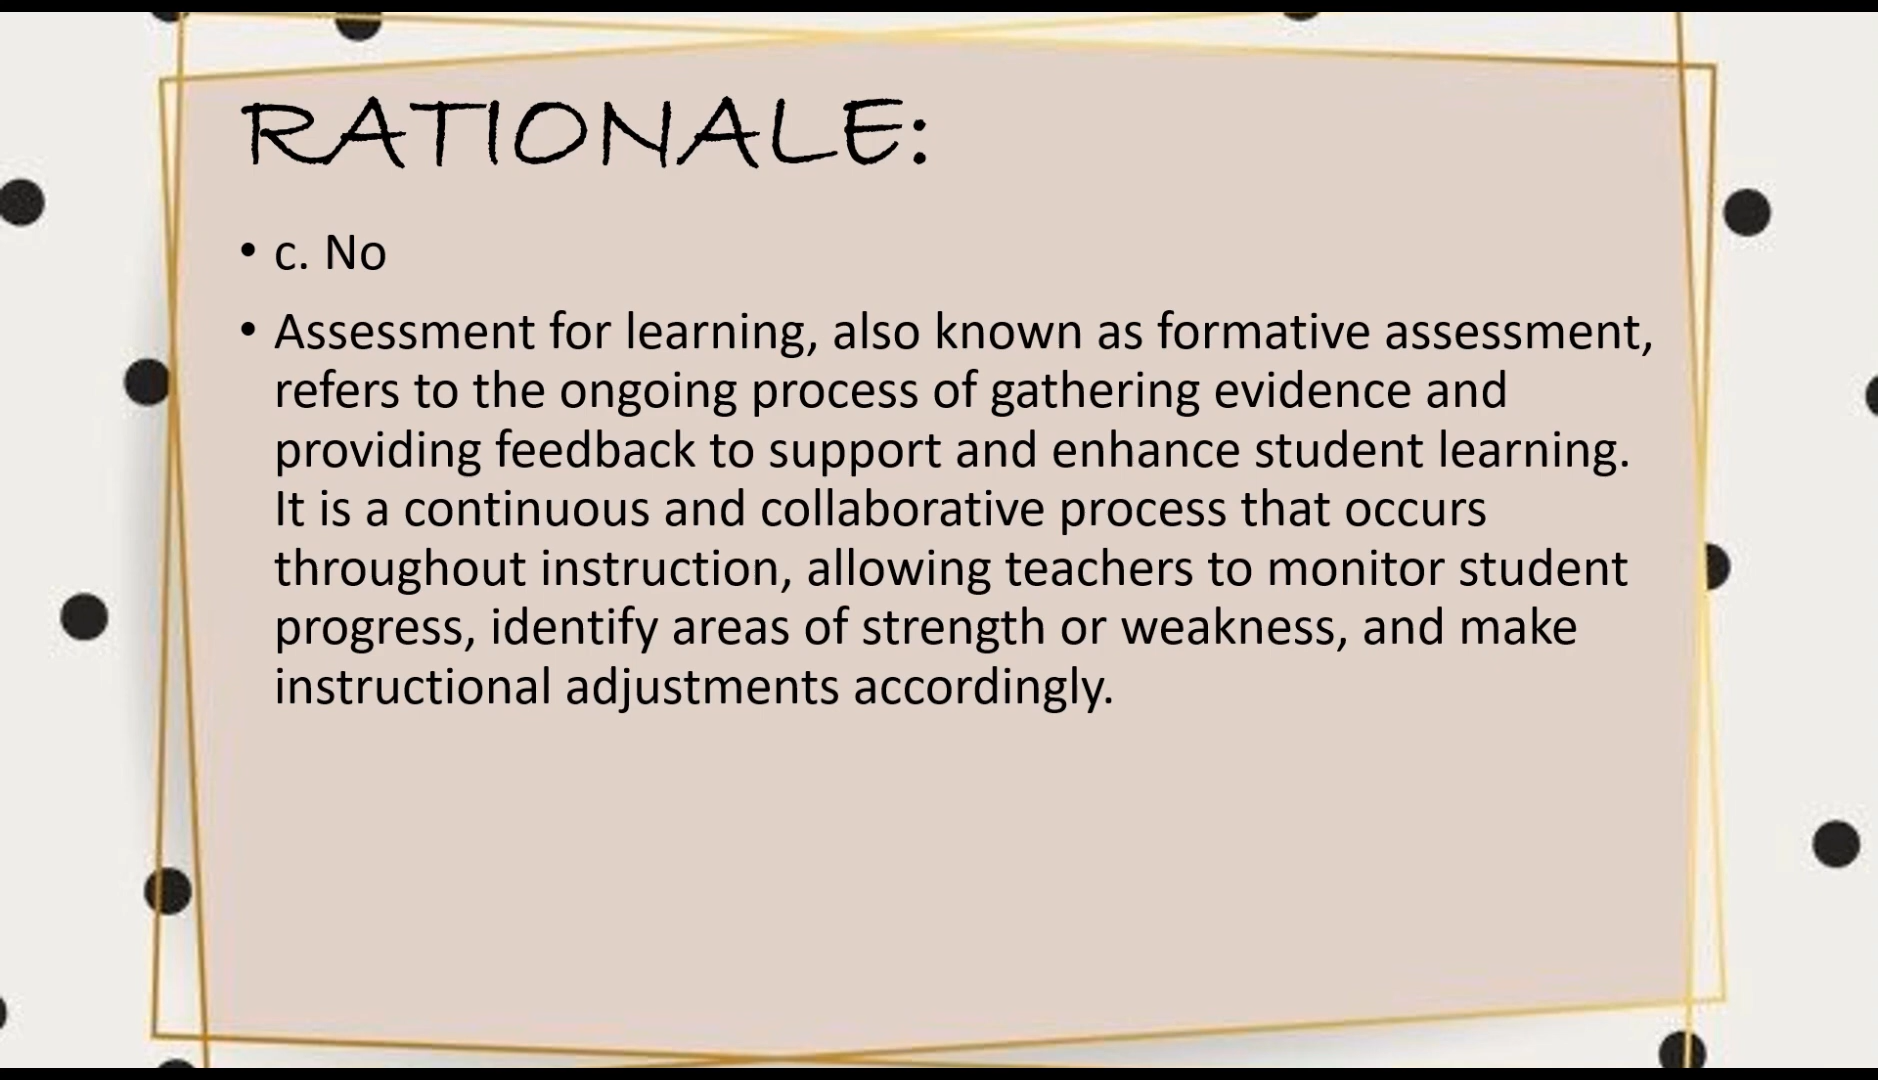 RATIONALE:
• c. No
• Assessment for learning, also known as formative assessment,
refers to the ongoing process of gathering evidence and
providing feedback to support and enhance student learning.
It is a continuous and collaborative process that occurs
throughout instruction, allowing teachers to monitor student
progress, identify areas of strength or weakness, and make
instructional adjustments accordingly.